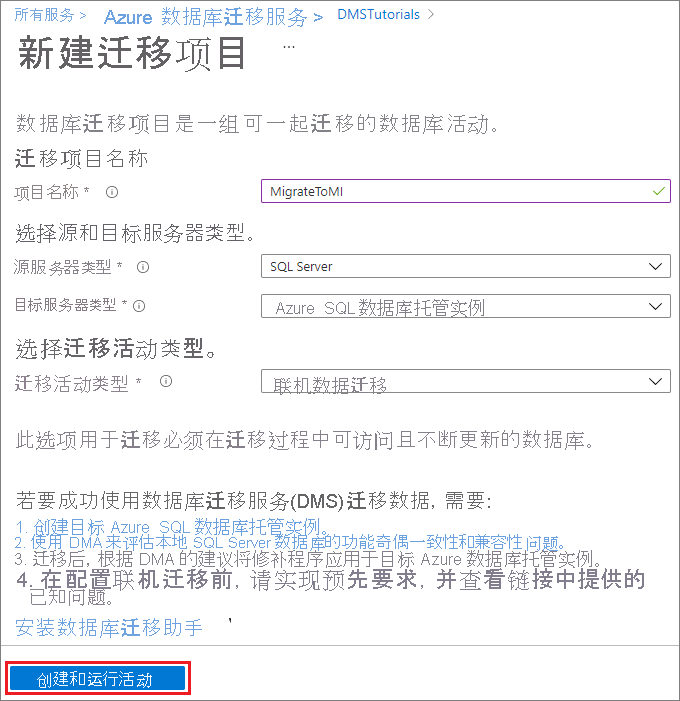 所有服务 > Azure 数据库迁移服务 > DMSTutorials >
新建迁移项目 ...
数据库迁移项目是一组可一起迁移的数据库活动。
迁移项目名称
项目名称 * MigrateToMI
选择源和目标服务器类型。
源服务器类型 * SQL Server
目标服务器类型 * Azure SQL 数据库托管实例
选择迁移活动类型。
迁移活动类型 * 联机数据迁移
此选项用于迁移必须在迁移过程中可访问且不断更新的数据库。
若要成功使用数据库迁移服务(DMS)迁移数据, 需要:
1. 创建目标 Azure SQL 数据库托管实例。
2. 使用 DMA 来评估本地 SQL Server 数据库的功能奇偶一致性和兼容性问题。
3. 迁移后, 根据 DMA 的建议将修补程序应用于目标 Azure 数据库托管实例。
4. 在配置联机迁移前, 请实现预先要求, 并查看链接中提供的
已知问题。
安装数据库迁移助手 ,
创建和运行活动